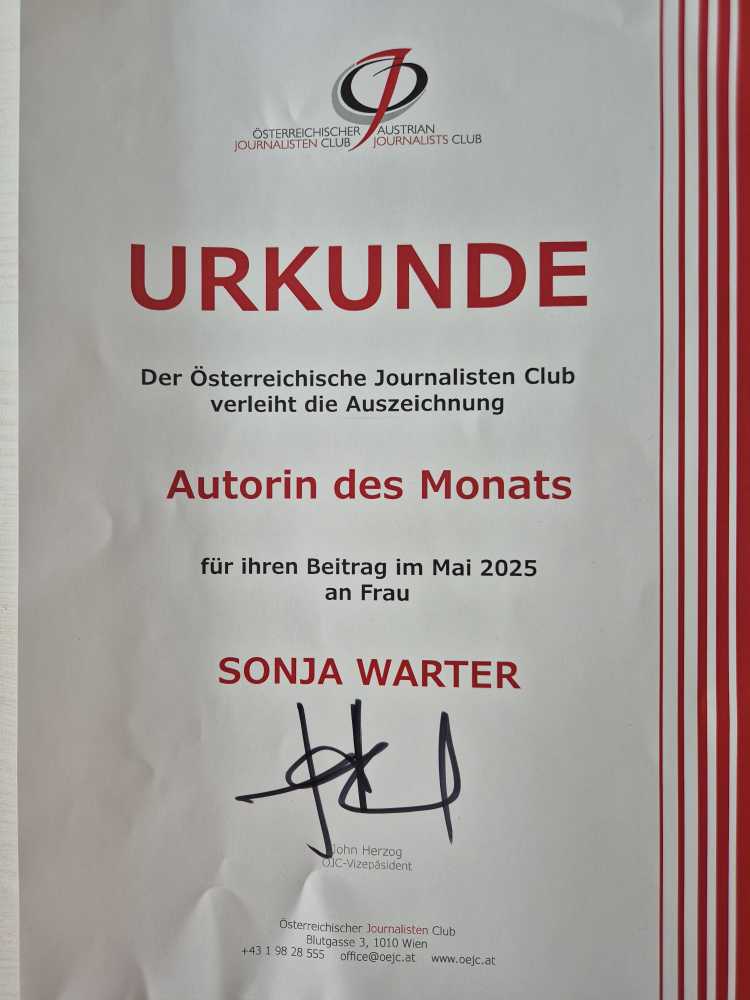 ÖSTERREICHISCHER AUSTRIAN
JOURNALISTEN CLUB JOURNALISTS CLUB
URKUNDE
Der Österreichische Journalisten Club
verleiht die Auszeichnung
Autorin des Monats
für ihren Beitrag im Mai 2025
an Frau
SONJA WARTER
John Herzog
ÖJC-Vizepäsident
Österreichischer Journalisten Club
Blutgasse 3, 1010 Wien
+43 1 98 28 555 office@oejc.at www.oejc.at